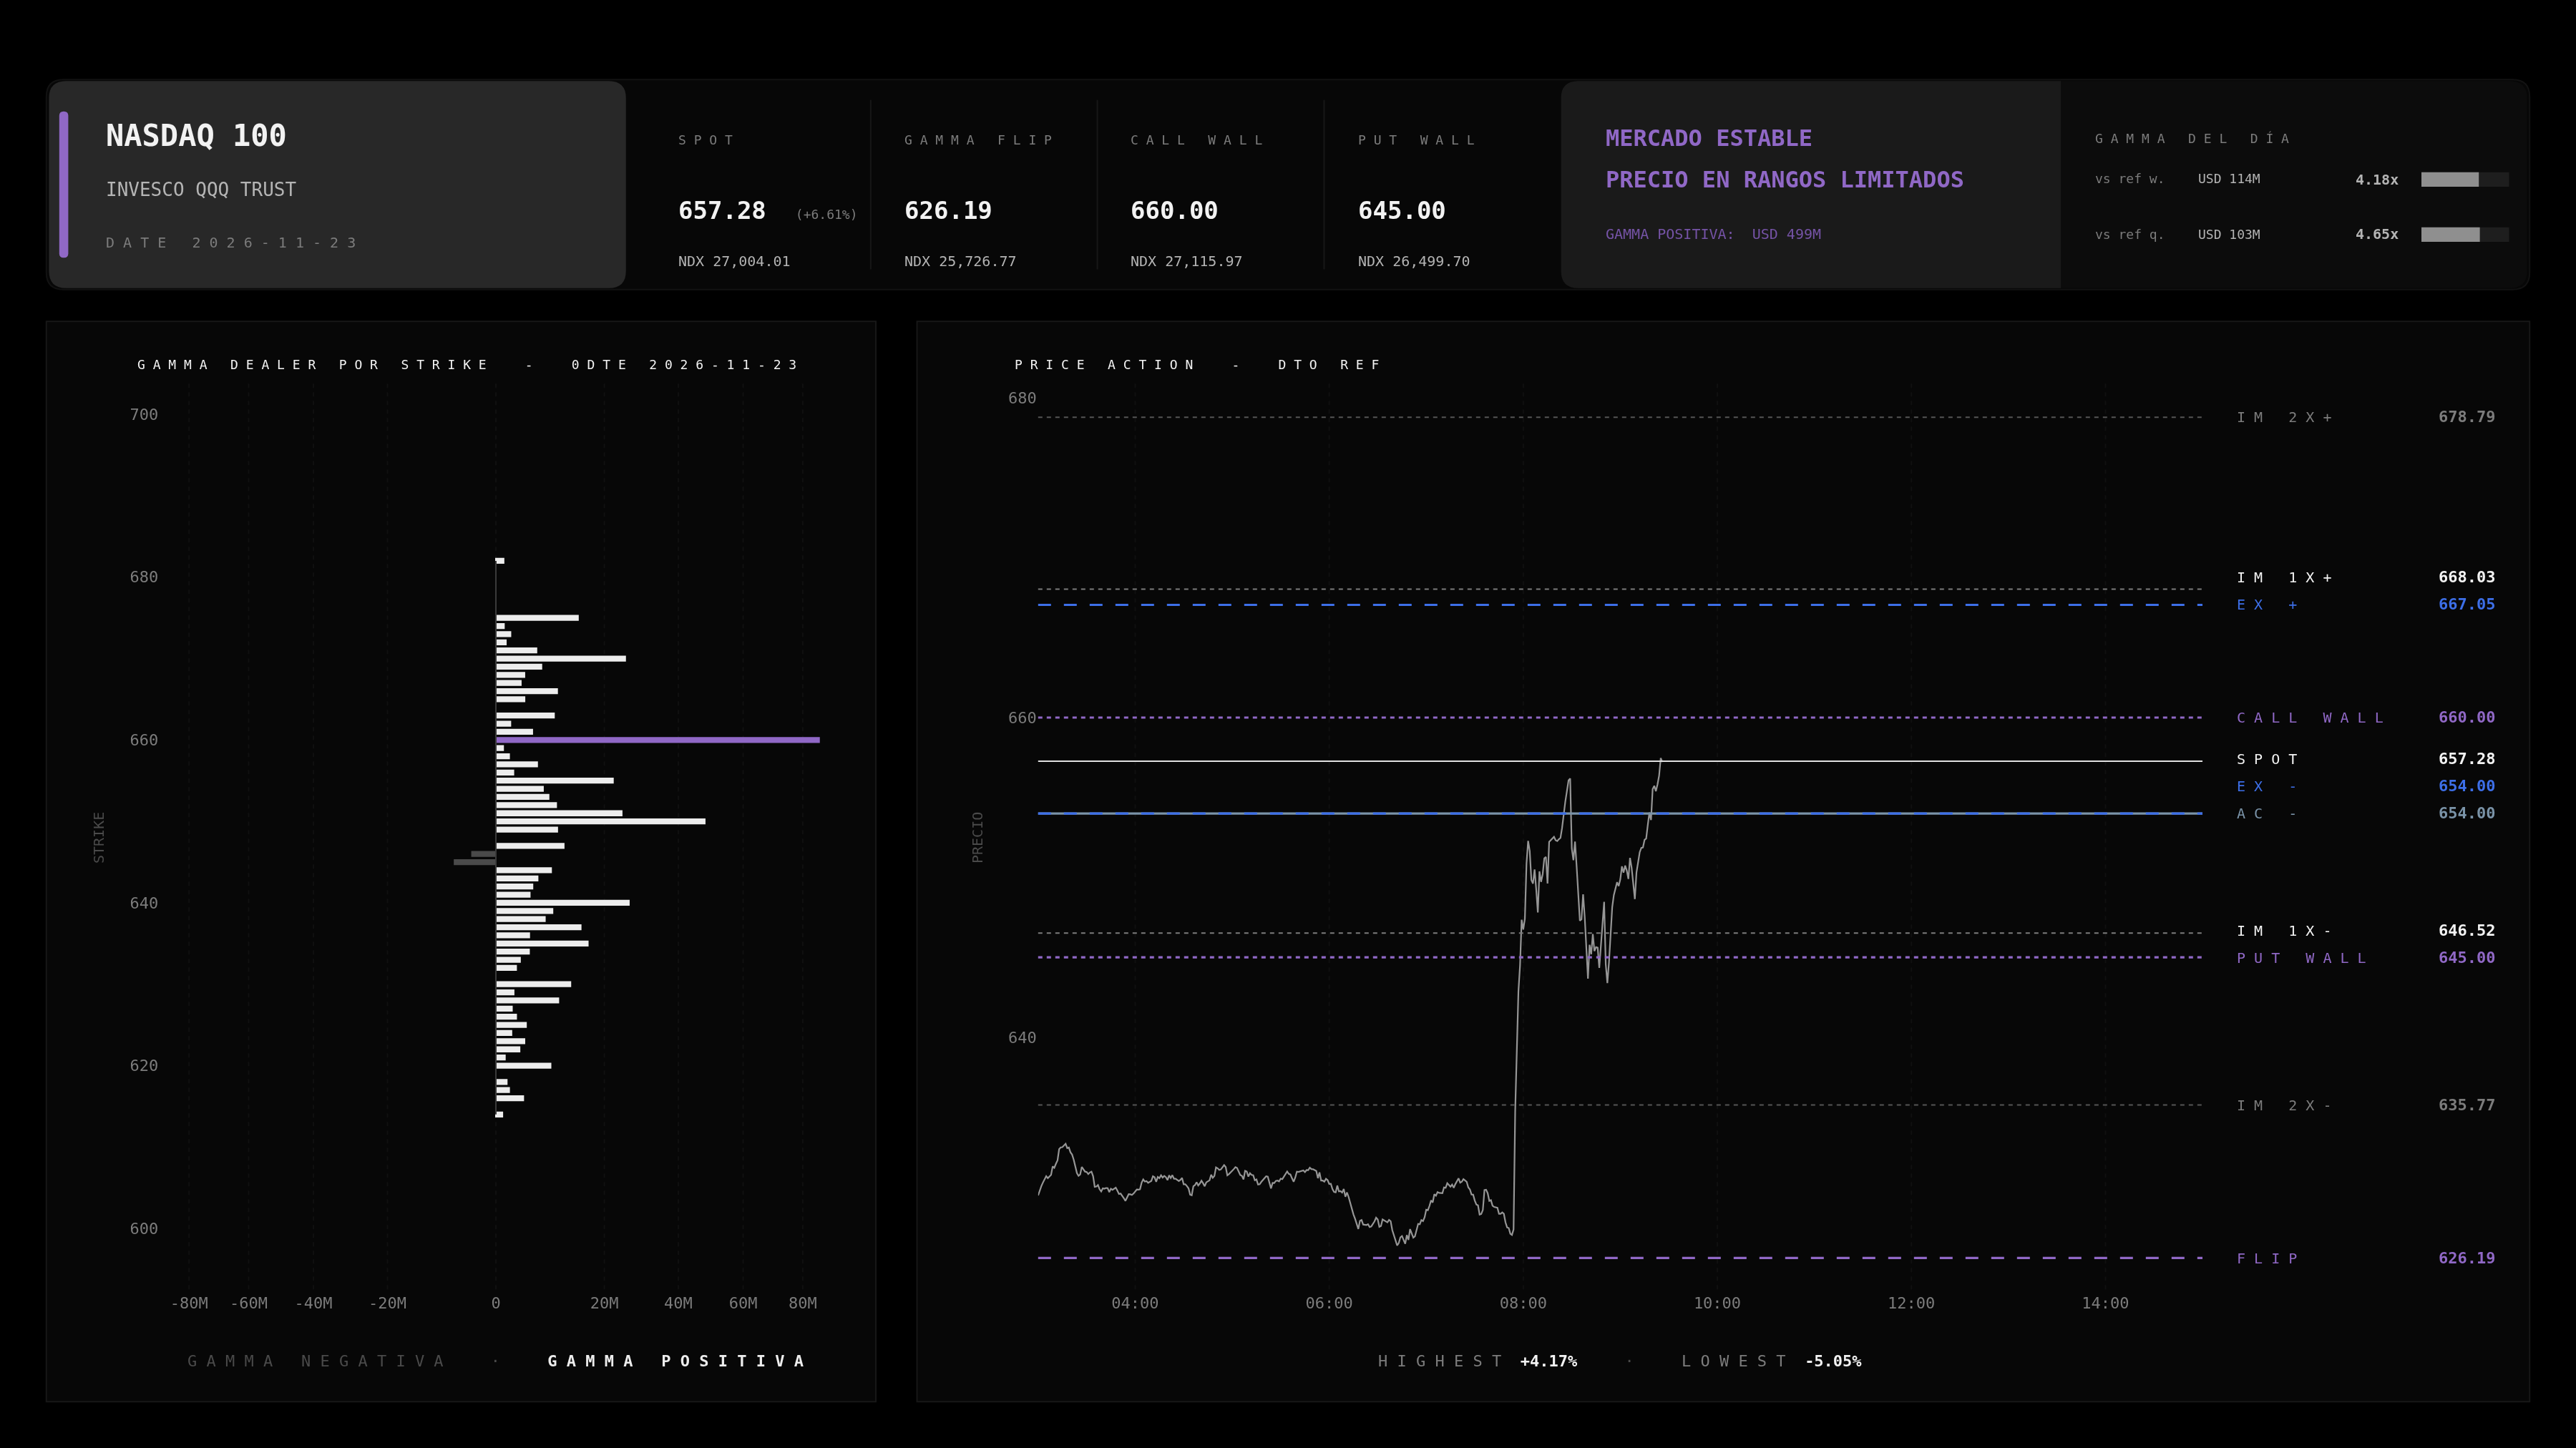 NASDAQ 100
INVESCO QQQ TRUST
DATE 2026-11-23
SPOT
657.28 (+6.61%)
NDX 27,004.01
GAMMA FLIP
626.19
NDX 25,726.77
CALL WALL
660.00
NDX 27,115.97
PUT WALL
645.00
NDX 26,499.70
MERCADO ESTABLE
PRECIO EN RANGOS LIMITADOS
GAMMA POSITIVA: USD 499M
GAMMA DEL DÍA
vs ref w. USD 114M 4.18x
vs ref q. USD 103M 4.65x
GAMMA DEALER POR STRIKE - 0DTE 2026-11-23
700
680
660
640
620
600
STRIKE
-80M -60M -40M -20M 0 20M 40M 60M 80M
GAMMA NEGATIVA · GAMMA POSITIVA
PRICE ACTION - DTO REF
680
660
640
PRECIO
IM 2X+ 678.79
IM 1X+ 668.03
EX + 667.05
CALL WALL 660.00
SPOT 657.28
EX - 654.00
AC - 654.00
IM 1X- 646.52
PUT WALL 645.00
IM 2X- 635.77
FLIP 626.19
04:00 06:00 08:00 10:00 12:00 14:00
HIGHEST +4.17% · LOWEST -5.05%